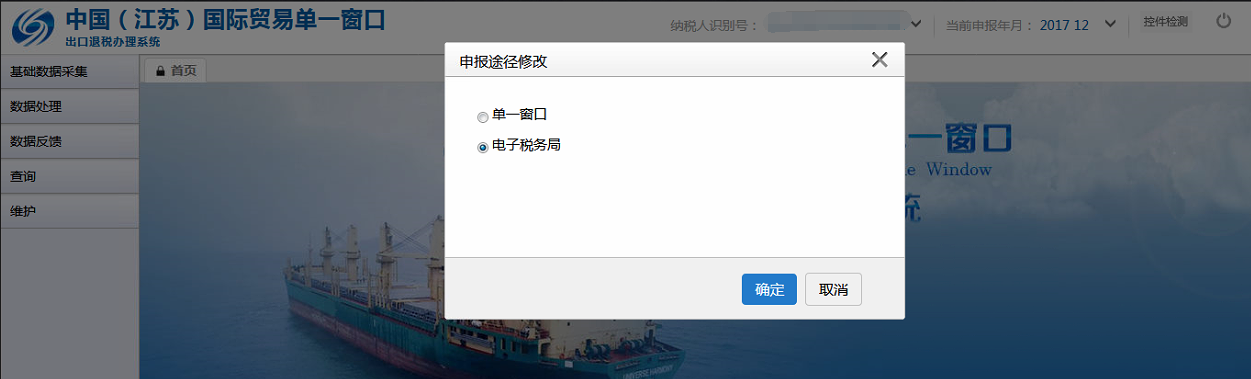 中国（江苏）国际贸易单一窗口
出口退税办理系统
纳税人识别号：
当前申报年月： 2017 12
控件检测
基础数据采集
数据处理
数据反馈
查询
维护
首页
申报途径修改
单一窗口
电子税务局
确定
取消
一窗口
e Window
统
UNIVERSE HARMONY